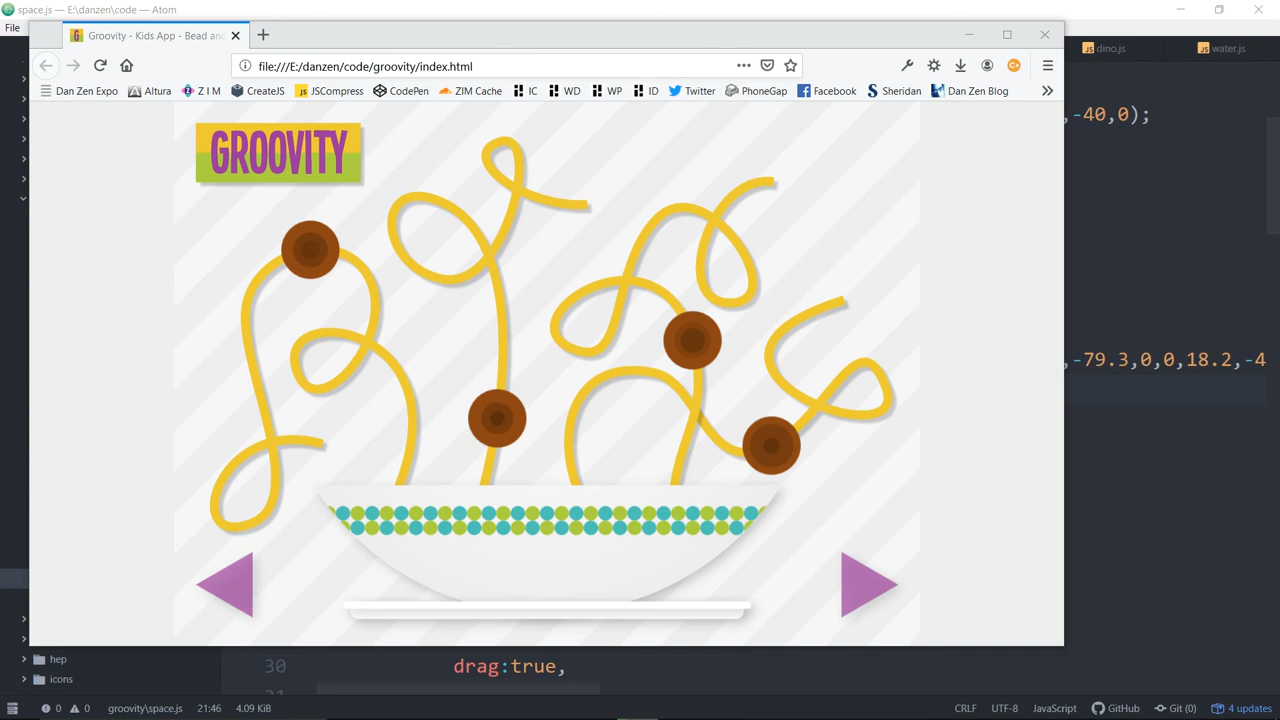 space.js — E:\danzen\code — Atom
File
Groovity - Kids App - Bead and
dino.js
water.js
file:///E:/danzen/code/groovity/index.html
Dan Zen Expo
Altura
Z I M
CreateJS
JSCompress
CodePen
ZIM Cache
IC
WD
WP
ID
Twitter
PhoneGap
Facebook
Sheridan
Dan Zen Blog
,-40,0);
GROOVITY
,-79.3,0,0,18.2,-4
hep
30 drag:true,
icons
31
0 0 groovity\space.js 21:46 4.09 KiB
CRLF UTF-8 JavaScript GitHub Git (0) 4 updates